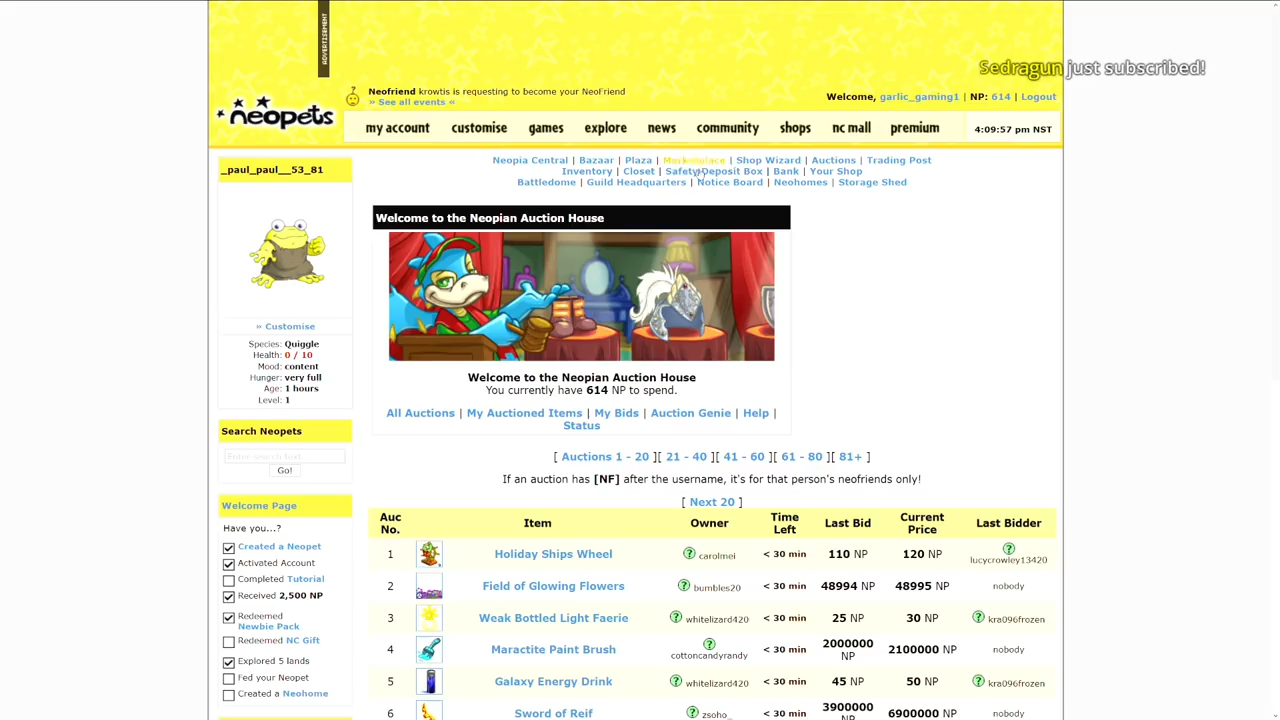 ADVERTISEMENT
Sedragun just subscribed!
Neofriend krowtis is requesting to become your NeoFriend
» See all events «
Welcome, garlic_gaming1 | NP: 614 | Logout
neopets
my account customise games explore news community shops nc mall premium 4:09:57 pm NST
Neopia Central | Bazaar | Plaza | Marketplace | Shop Wizard | Auctions | Trading Post
Inventory | Closet | Safety Deposit Box | Bank | Your Shop
Battledome | Guild Headquarters | Notice Board | Neohomes | Storage Shed
_paul_paul__53_81
» Customise
Species: Quiggle
Health: 0 / 10
Mood: content
Hunger: very full
Age: 1 hours
Level: 1
Search Neopets
Enter search text...
Go!
Welcome Page
Have you...?
Created a Neopet
Activated Account
Completed Tutorial
Received 2,500 NP
Redeemed
Newbie Pack
Redeemed NC Gift
Explored 5 lands
Fed your Neopet
Created a Neohome
Welcome to the Neopian Auction House
Welcome to the Neopian Auction House
You currently have 614 NP to spend.
All Auctions | My Auctioned Items | My Bids | Auction Genie | Help |
Status
[ Auctions 1 - 20 ][ 21 - 40 ][ 41 - 60 ][ 61 - 80 ][ 81+ ]
If an auction has [NF] after the username, it's for that person's neofriends only!
[ Next 20 ]
Auc No. Item Owner Time Left Last Bid Current Price Last Bidder
1 Holiday Ships Wheel carolmei < 30 min 110 NP 120 NP lucycrowley13420
2 Field of Glowing Flowers bumbles20 < 30 min 48994 NP 48995 NP nobody
3 Weak Bottled Light Faerie whitelizard420 < 30 min 25 NP 30 NP kra096frozen
4 Maractite Paint Brush cottoncandyrandy < 30 min 2000000 NP 2100000 NP nobody
5 Galaxy Energy Drink whitelizard420 < 30 min 45 NP 50 NP kra096frozen
6 Sword of Reif zsoho_ < 30 min 3900000 NP 6900000 NP nobody